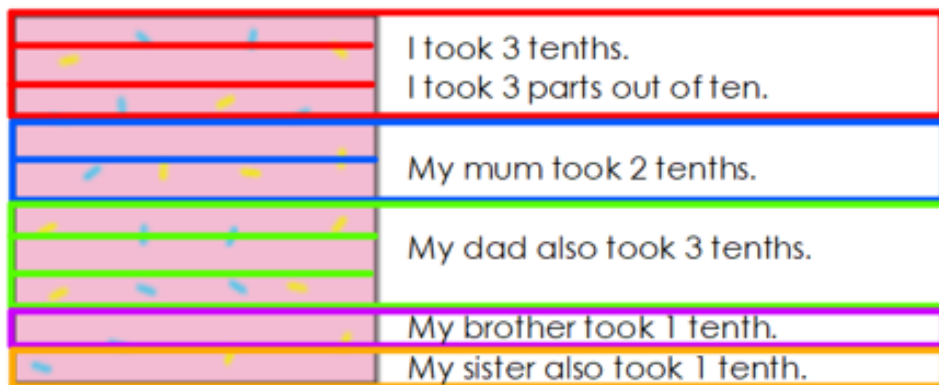 I took 3 tenths.
I took 3 parts out of ten.
My mum took 2 tenths.
My dad also took 3 tenths.
My brother took 1 tenth.
My sister also took 1 tenth.